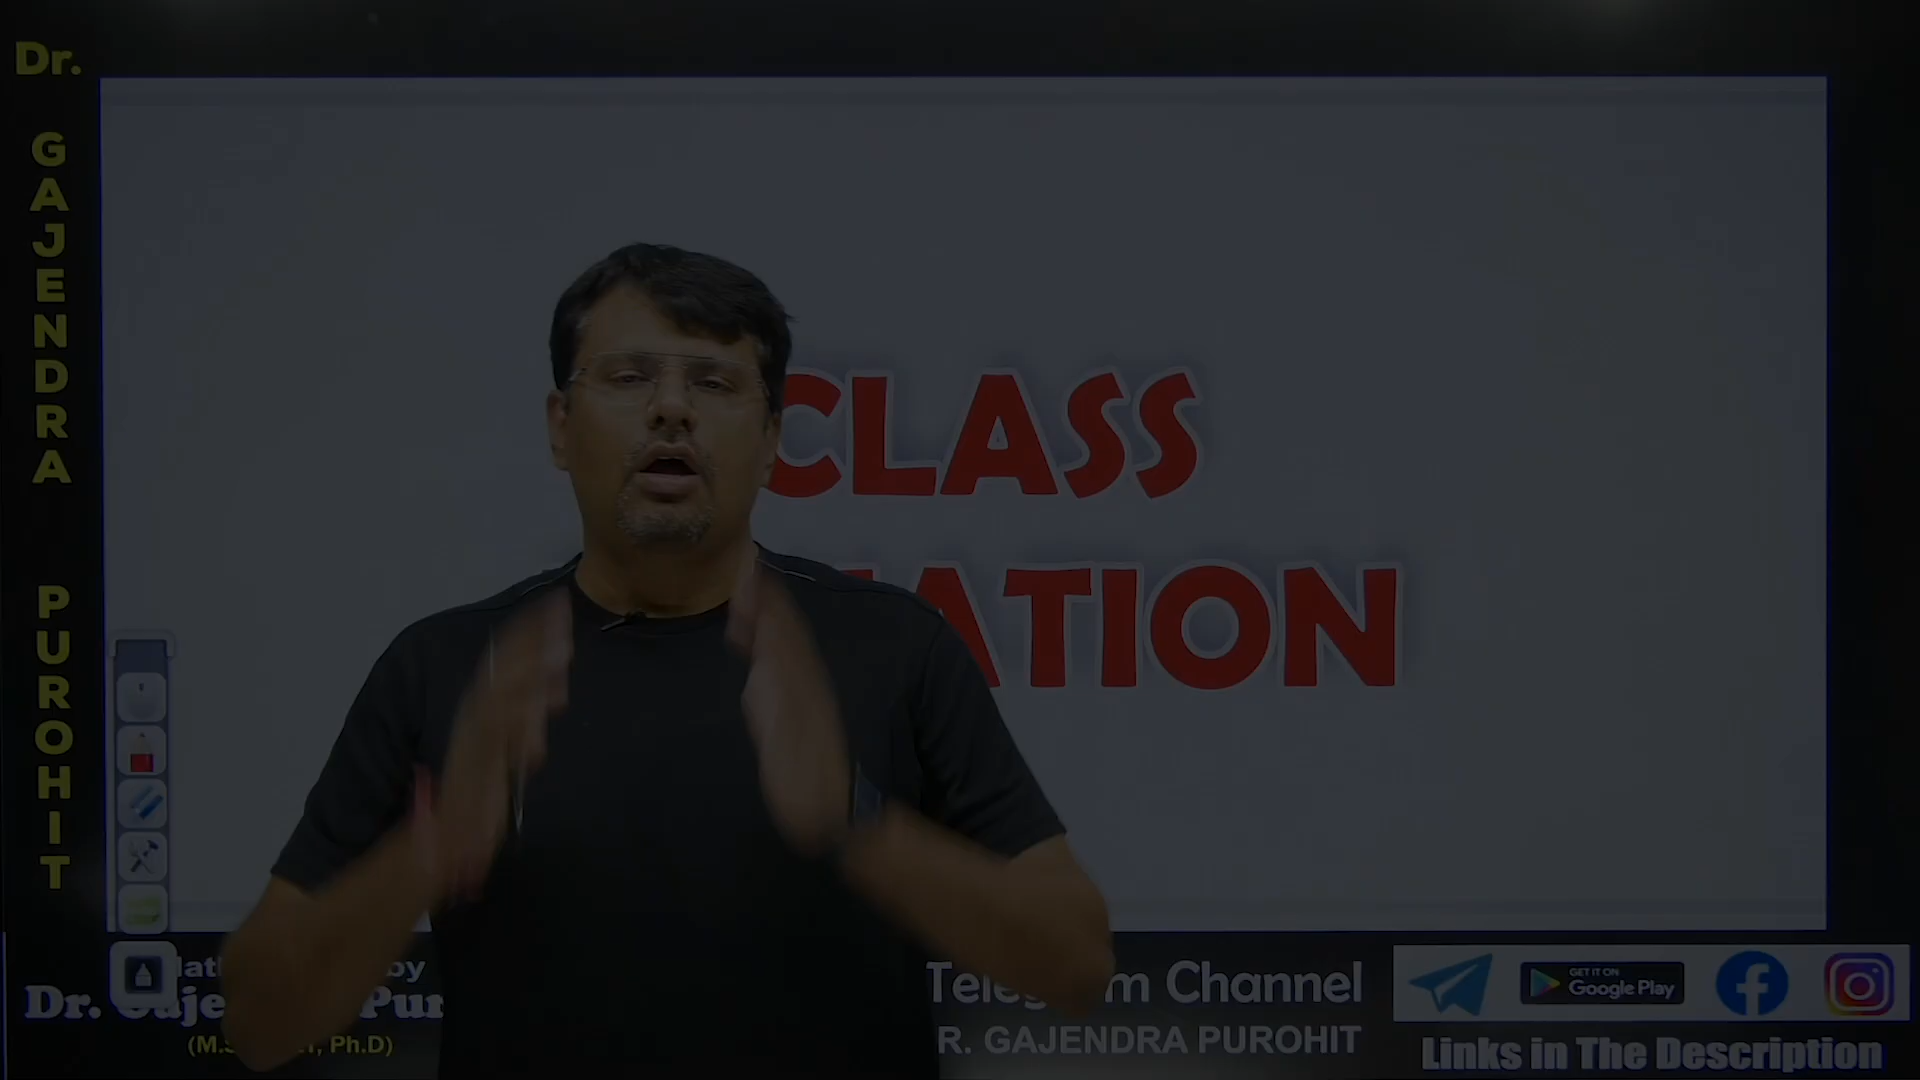 Dr.
GAJENDRA
PUROHIT
CLASS
ATION
by
Dr.
(M.S
, Ph.D)
Channel
R. GAJENDRA PUROHIT
GET IT ON
Google Play
Links in The Description